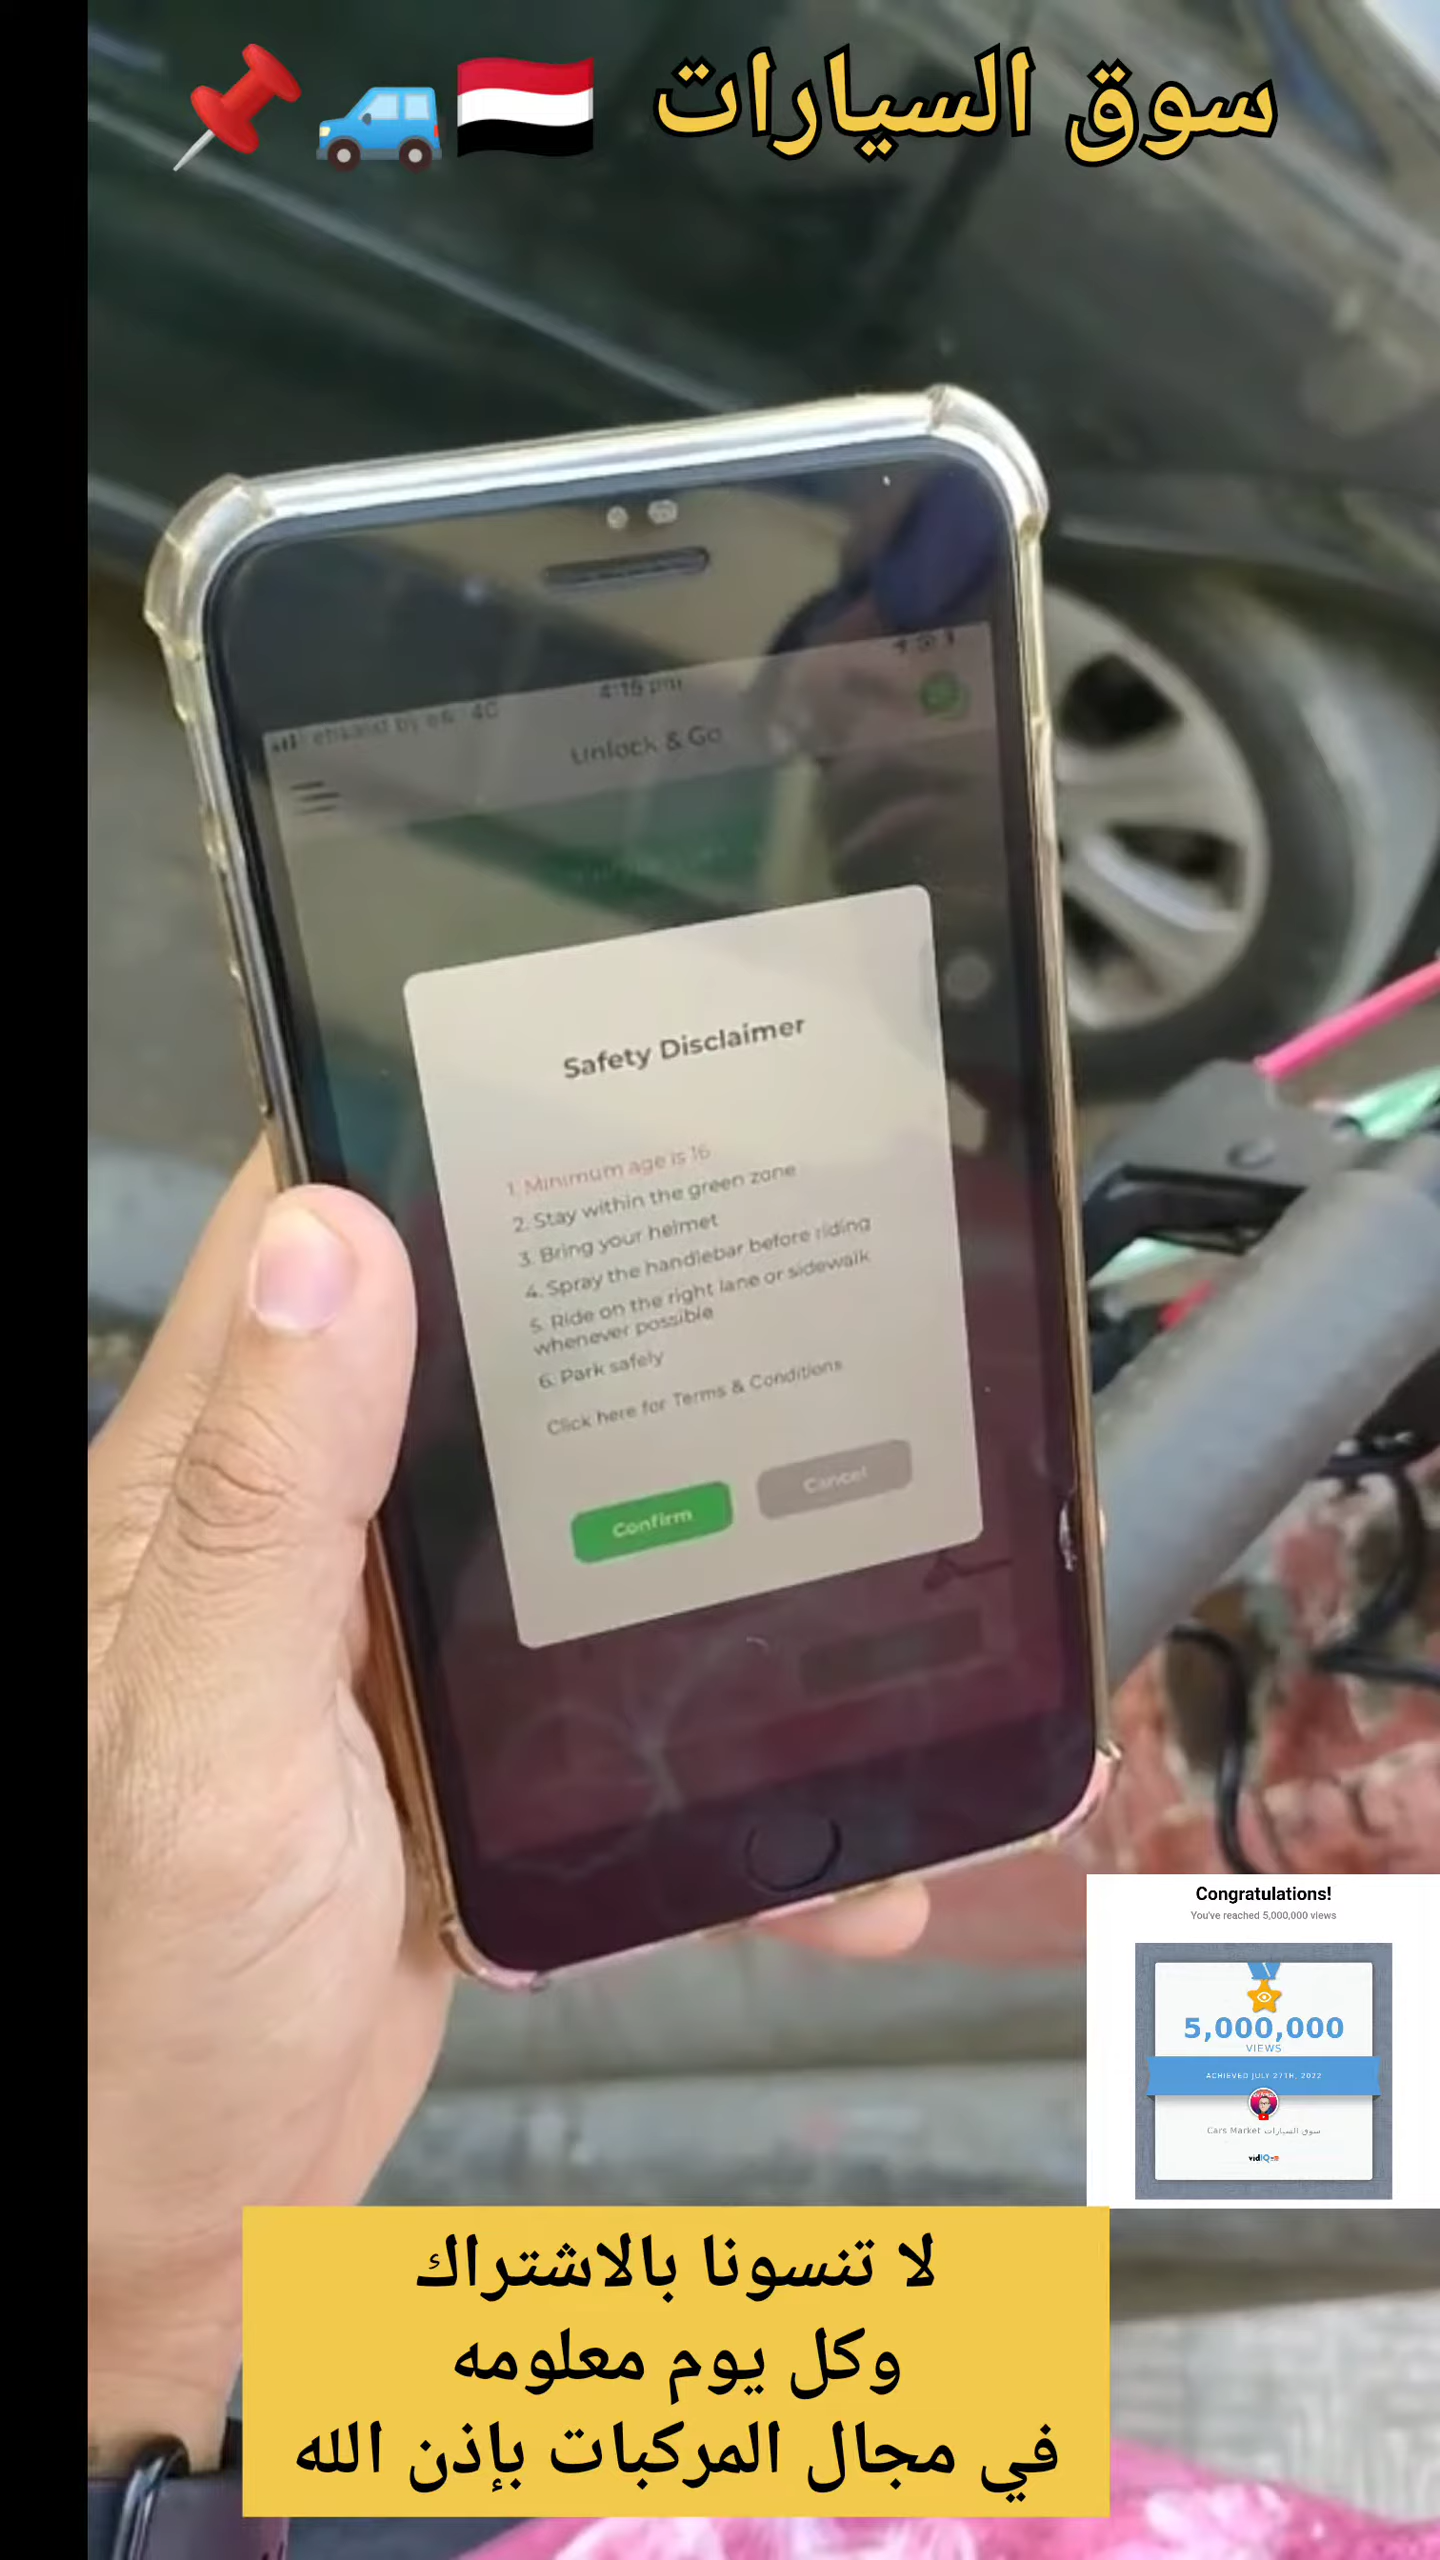 سوق السيارات 🇾🇪🚙📌
4:15 pm
Unlock & Go
Safety Disclaimer
1. Minimum age is 16
2. Stay within the green zone
3. Bring your helmet
4. Spray the handlebar before riding
5. Ride on the right lane or sidewalk
whenever possible
6. Park safely
Click here for Terms & Conditions
Confirm
Cancel
Congratulations!
You've reached 5,000,000 views
5,000,000
VIEWS
ACHIEVED JULY 27TH, 2022
Cars Market سوق السيارات
vidIQ
لا تنسونا بالاشتراك
وكل يوم معلومه
في مجال المركبات بإذن الله